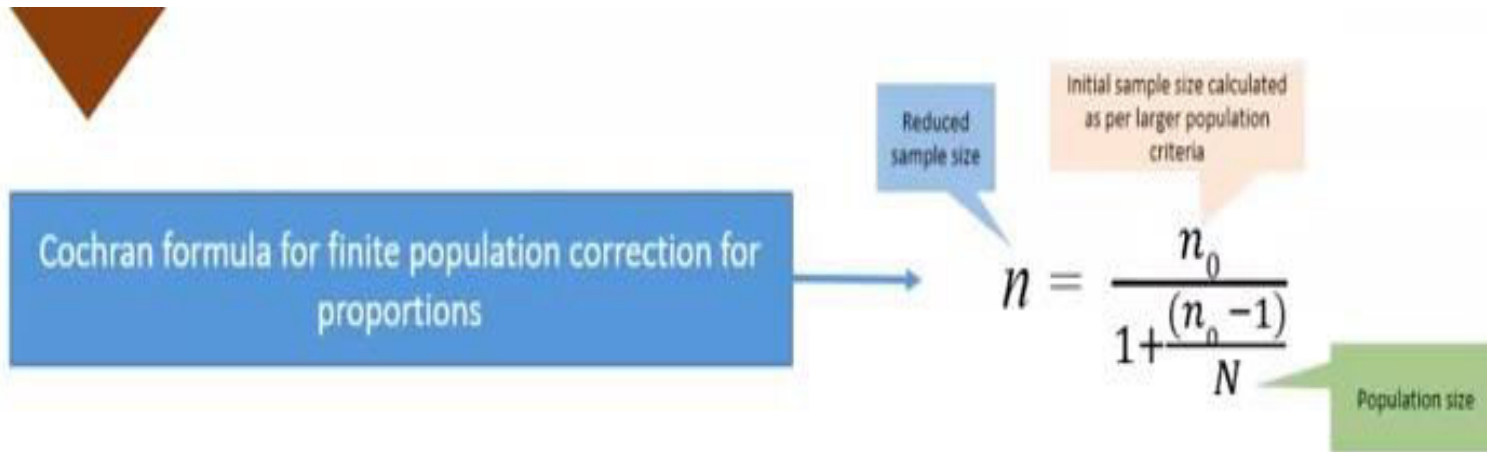 Reduced
sample size
Initial sample size calculated
as per larger population
criteria
Cochran formula for finite population correction for
proportions
n = n₀
1+(n₀ −1)
N
Population size